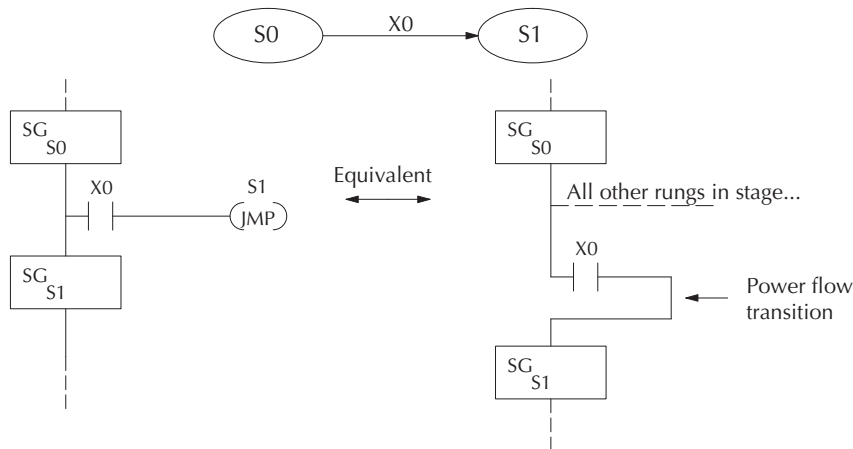 S0
X0
S1
SG
S0
X0
S1
JMP
SG
S1
Equivalent
SG
S0
All other rungs in stage...
X0
Power flow
transition
SG
S1